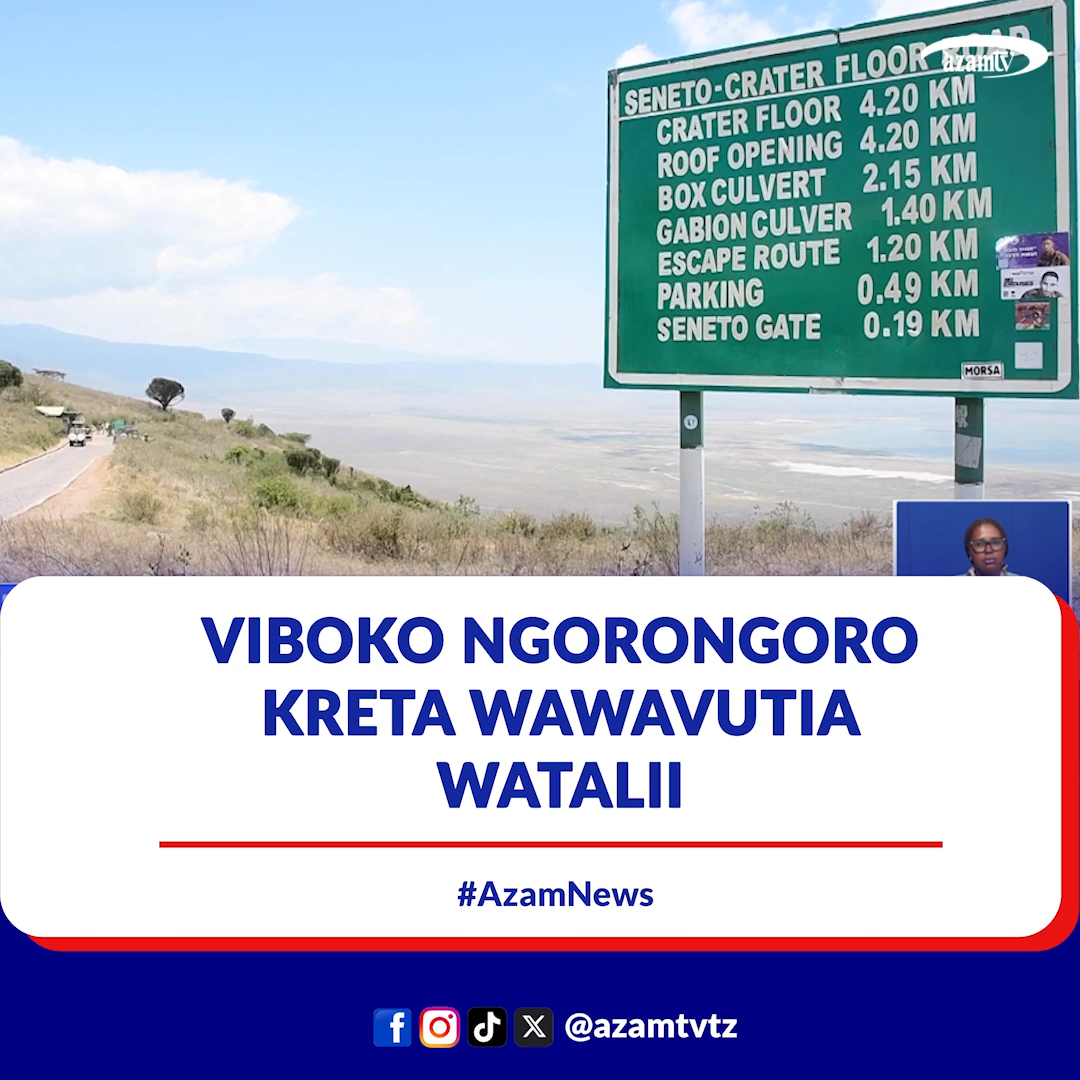 SENETO-CRATER FLOOR ROAD
azamtv
CRATER FLOOR 4.20 KM
ROOF OPENING 4.20 KM
BOX CULVERT 2.15 KM
GABION CULVER 1.40 KM
ESCAPE ROUTE 1.20 KM
PARKING 0.49 KM
SENETO GATE 0.19 KM
MORSA
VIBOKO NGORONGORO
KRETA WAWAVUTIA
WATALII
#AzamNews
@azamtvtz